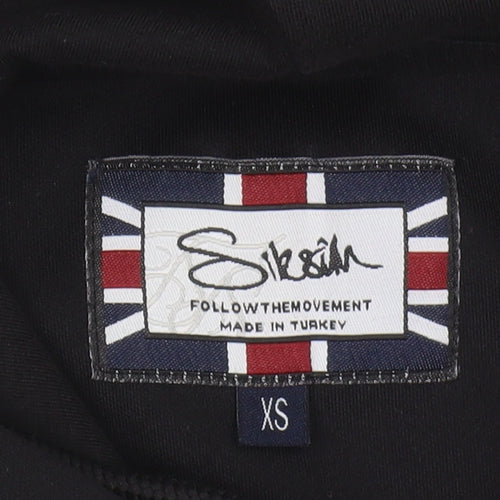 Siksilk
FOLLOWTHEMOVEMENT
MADE IN TURKEY
XS